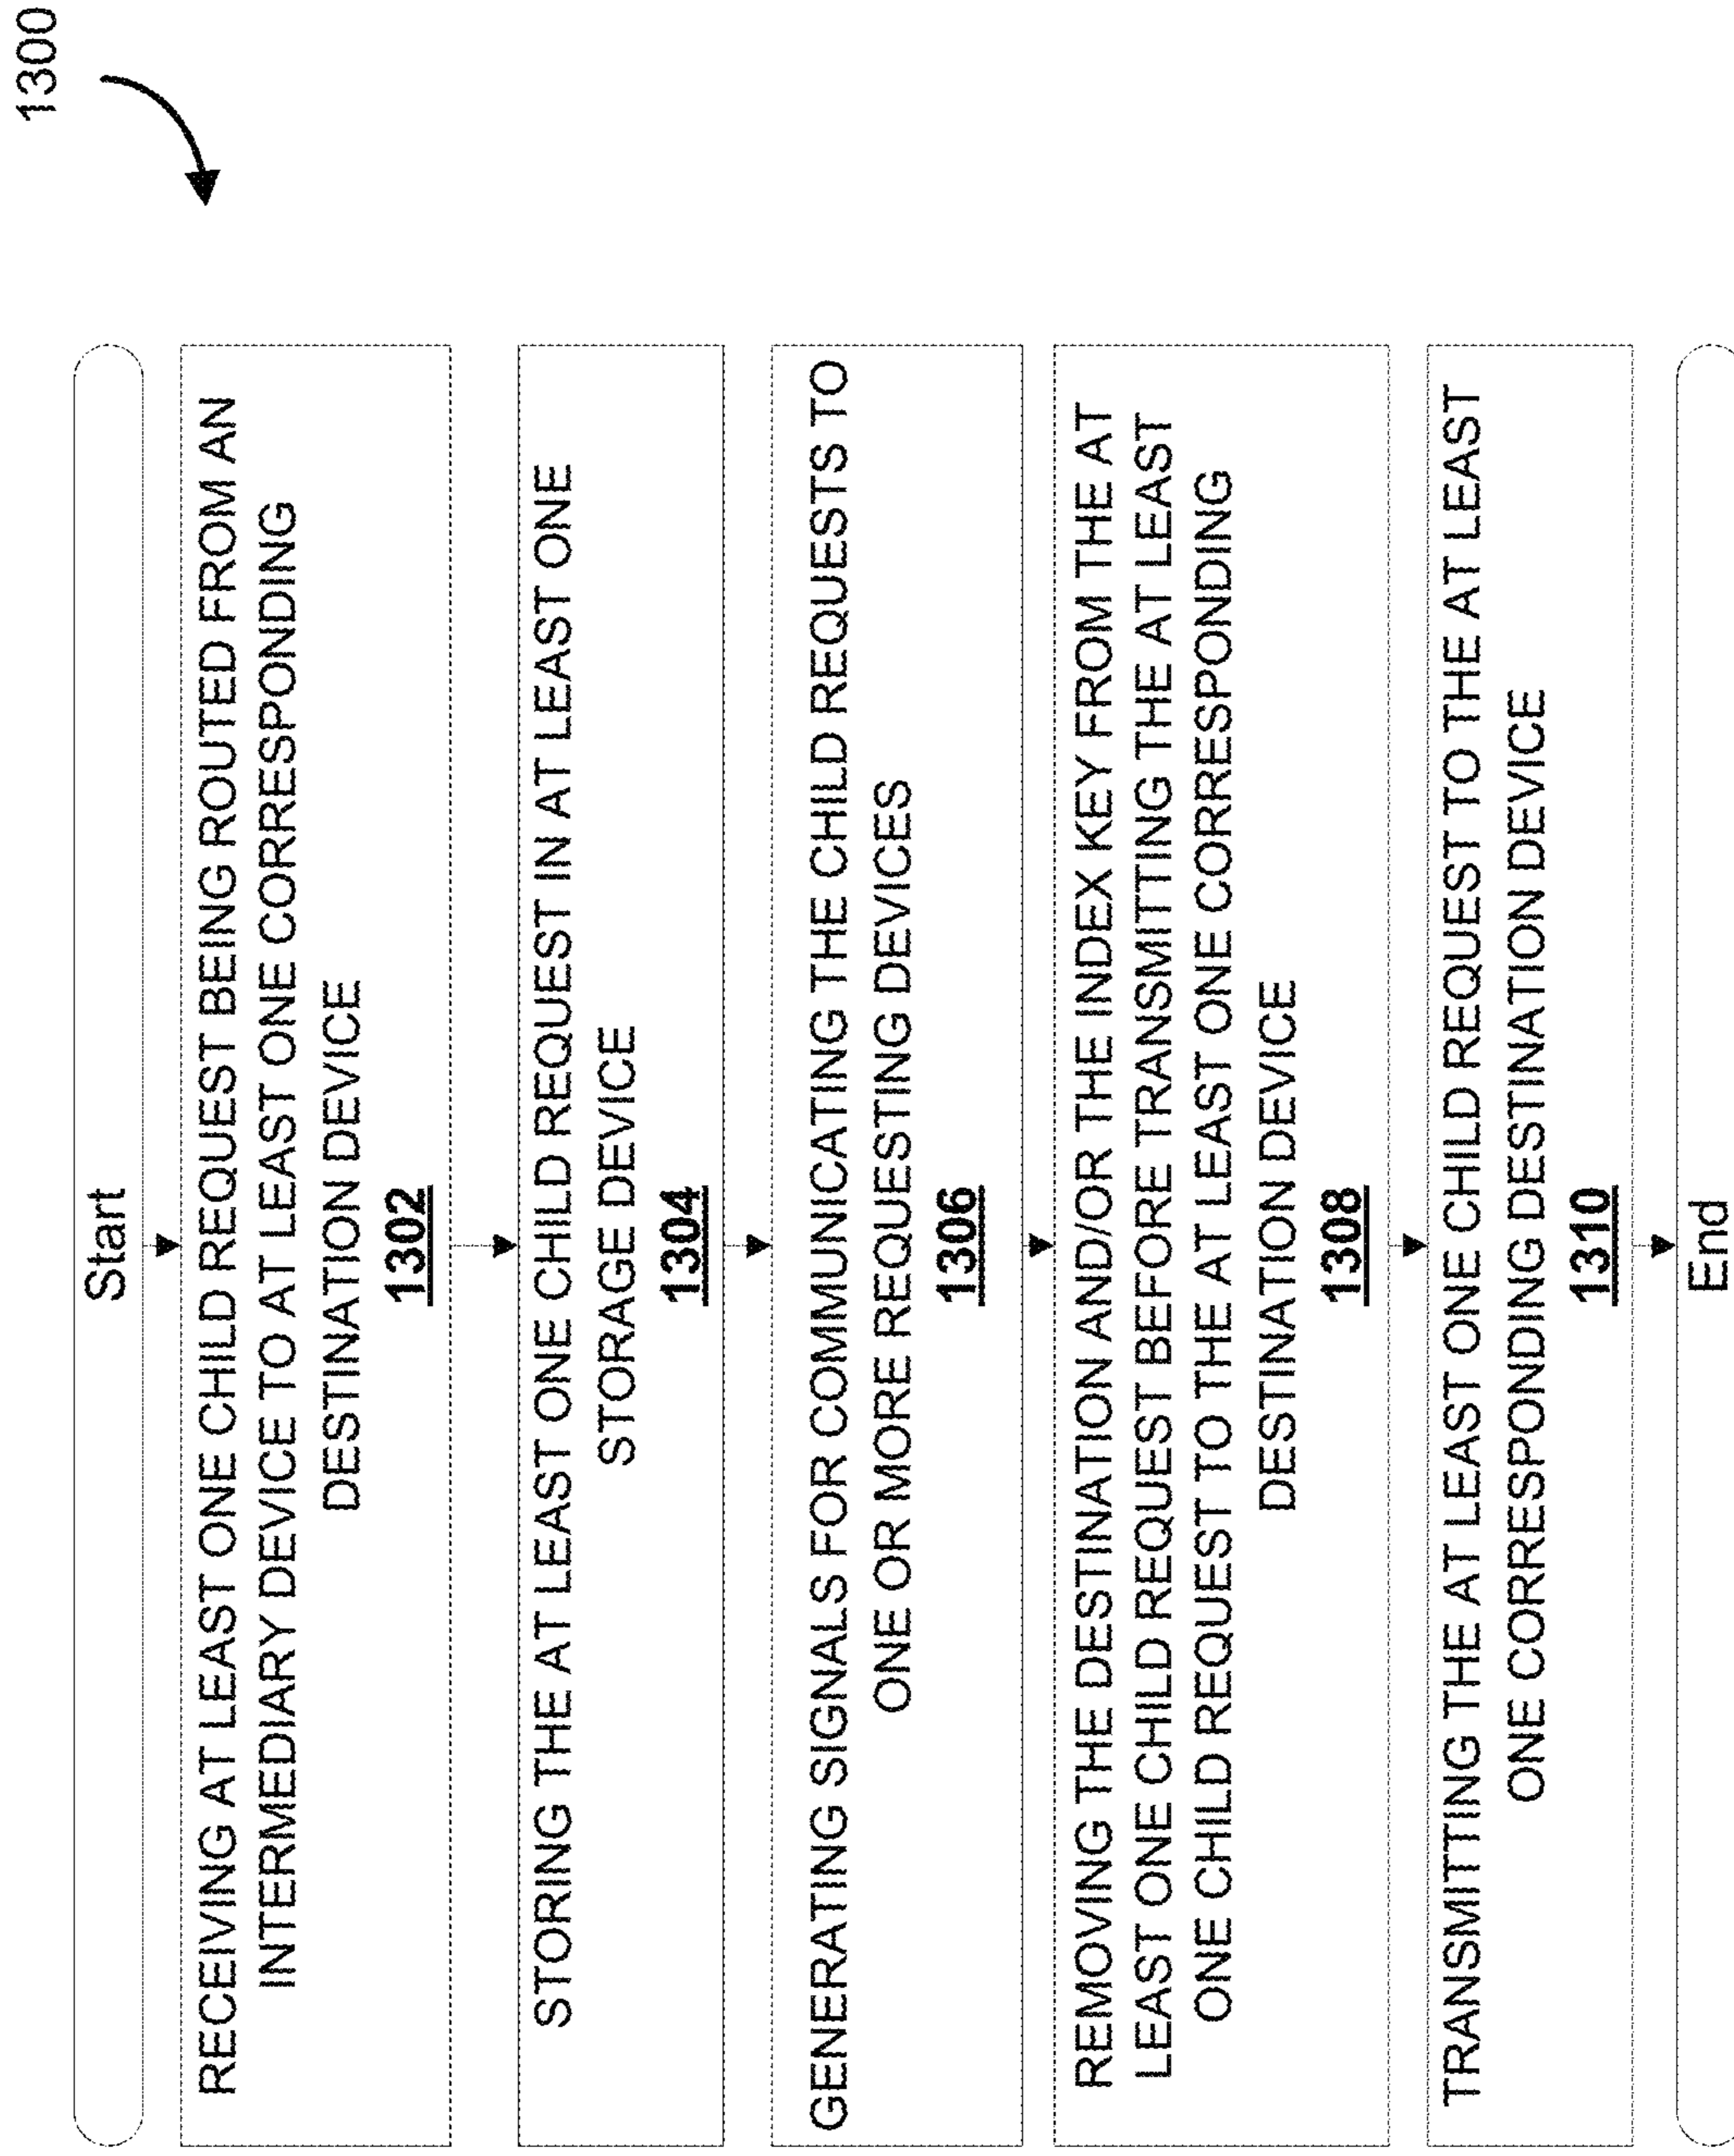 1300
Start
RECEIVING AT LEAST ONE CHILD REQUEST BEING ROUTED FROM AN
INTERMEDIARY DEVICE TO AT LEAST ONE CORRESPONDING
DESTINATION DEVICE
1302
STORING THE AT LEAST ONE CHILD REQUEST IN AT LEAST ONE
STORAGE DEVICE
1304
GENERATING SIGNALS FOR COMMUNICATING THE CHILD REQUESTS TO
ONE OR MORE REQUESTING DEVICES
1306
REMOVING THE DESTINATION AND/OR THE INDEX KEY FROM THE AT
LEAST ONE CHILD REQUEST BEFORE TRANSMITTING THE AT LEAST
ONE CHILD REQUEST TO THE AT LEAST ONE CORRESPONDING
DESTINATION DEVICE
1308
TRANSMITTING THE AT LEAST ONE CHILD REQUEST TO THE AT LEAST
ONE CORRESPONDING DESTINATION DEVICE
1310
End